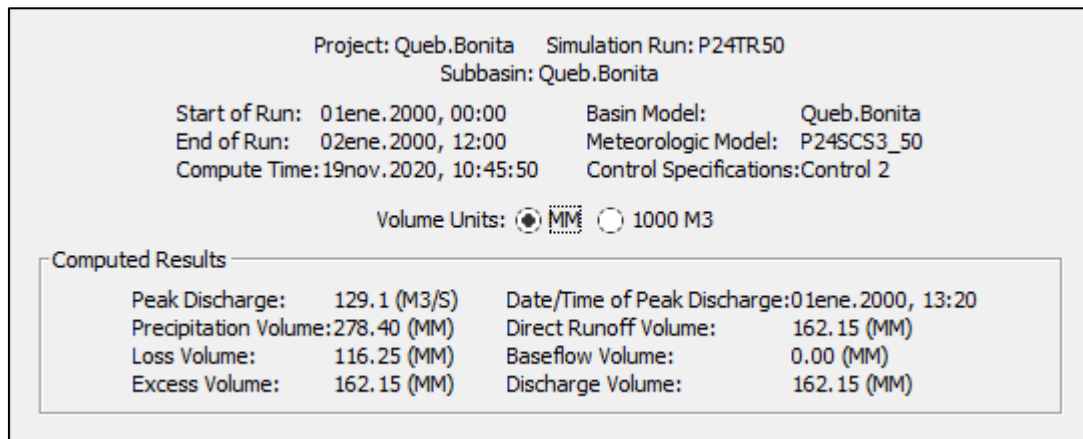 Project: Queb.Bonita Simulation Run: P24TR50
Subbasin: Queb.Bonita
Start of Run: 01ene.2000, 00:00 Basin Model: Queb.Bonita
End of Run: 02ene.2000, 12:00 Meteorologic Model: P24SCS3_50
Compute Time:19nov.2020, 10:45:50 Control Specifications:Control 2
Volume Units: MM 1000 M3
Computed Results
Peak Discharge: 129.1 (M3/S) Date/Time of Peak Discharge:01ene.2000, 13:20
Precipitation Volume:278.40 (MM) Direct Runoff Volume: 162.15 (MM)
Loss Volume: 116.25 (MM) Baseflow Volume: 0.00 (MM)
Excess Volume: 162.15 (MM) Discharge Volume: 162.15 (MM)